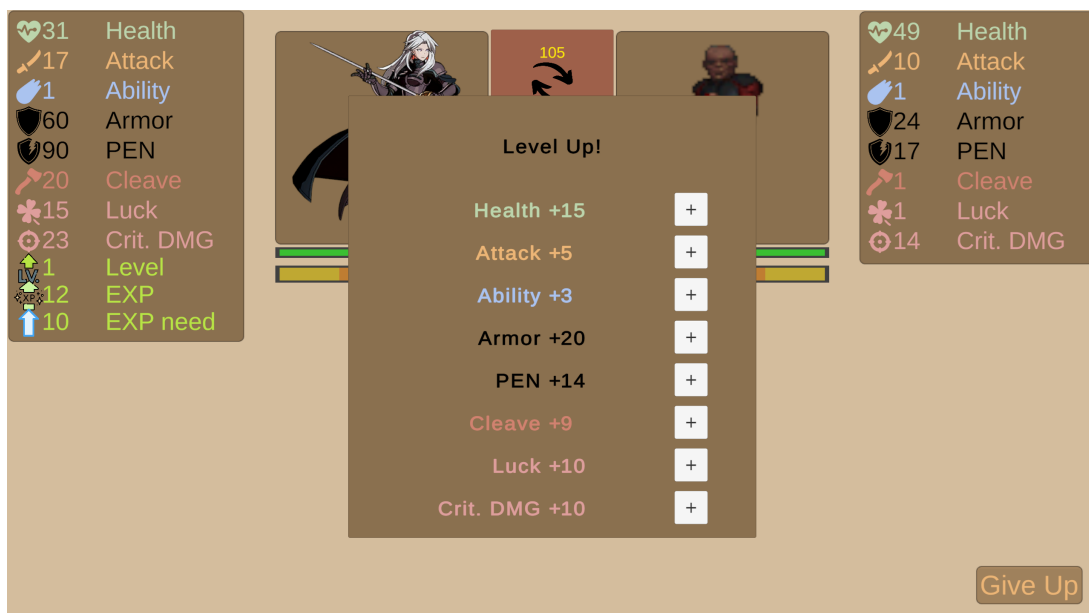 31 Health
17 Attack
1 Ability
60 Armor
90 PEN
20 Cleave
15 Luck
23 Crit. DMG
LV. 1 Level
XP 12 EXP
10 EXP need
105
Level Up!
Health +15 +
Attack +5 +
Ability +3 +
Armor +20 +
PEN +14 +
Cleave +9 +
Luck +10 +
Crit. DMG +10 +
49 Health
10 Attack
1 Ability
24 Armor
17 PEN
1 Cleave
1 Luck
14 Crit. DMG
Give Up